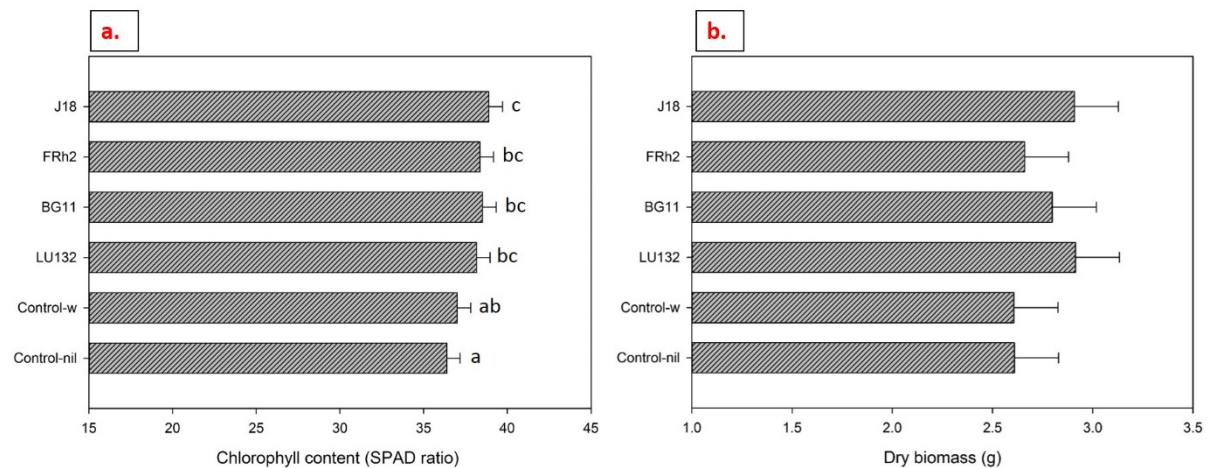 a.
J18
c
FRh2
bc
BG11
bc
LU132
bc
Control-w
ab
Control-nil
a
15 20 25 30 35 40 45
Chlorophyll content (SPAD ratio)
b.
J18
FRh2
BG11
LU132
Control-w
Control-nil
1.0 1.5 2.0 2.5 3.0 3.5
Dry biomass (g)